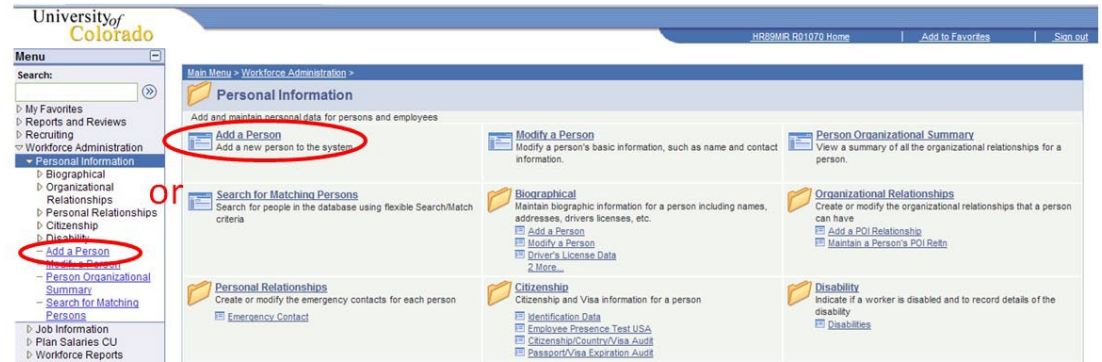 University of
Colorado
HR89MIR R01070 Home | Add to Favorites | Sign out
Menu
Search:
My Favorites
Reports and Reviews
Recruiting
Workforce Administration
Personal Information
Biographical
Organizational
Relationships
Personal Relationships
Citizenship
Disability
Add a Person
Modify a Person
Person Organizational
Summary
Search for Matching
Persons
Job Information
Plan Salaries CU
Workforce Reports
or
Main Menu > Workforce Administration >
Personal Information
Add and maintain personal data for persons and employees
Add a Person
Add a new person to the system
Modify a Person
Modify a person's basic information, such as name and contact
information.
Person Organizational Summary
View a summary of all the organizational relationships for a
person.
Search for Matching Persons
Search for people in the database using flexible Search/Match
criteria
Biographical
Maintain biographic information for a person including names,
addresses, drivers licenses, etc.
Add a Person
Modify a Person
Driver's License Data
2 More...
Organizational Relationships
Create or modify the organizational relationships that a person
can have
Add a POI Relationship
Maintain a Person's POI Reltn
Personal Relationships
Create or modify the emergency contacts for each person
Emergency Contact
Citizenship
Citizenship and Visa information for a person
Identification Data
Employee Presence Test USA
Citizenship/Country/Visa Audit
Passport/Visa Expiration Audit
Disability
Indicate if a worker is disabled and to record details of the
disability
Disabilities